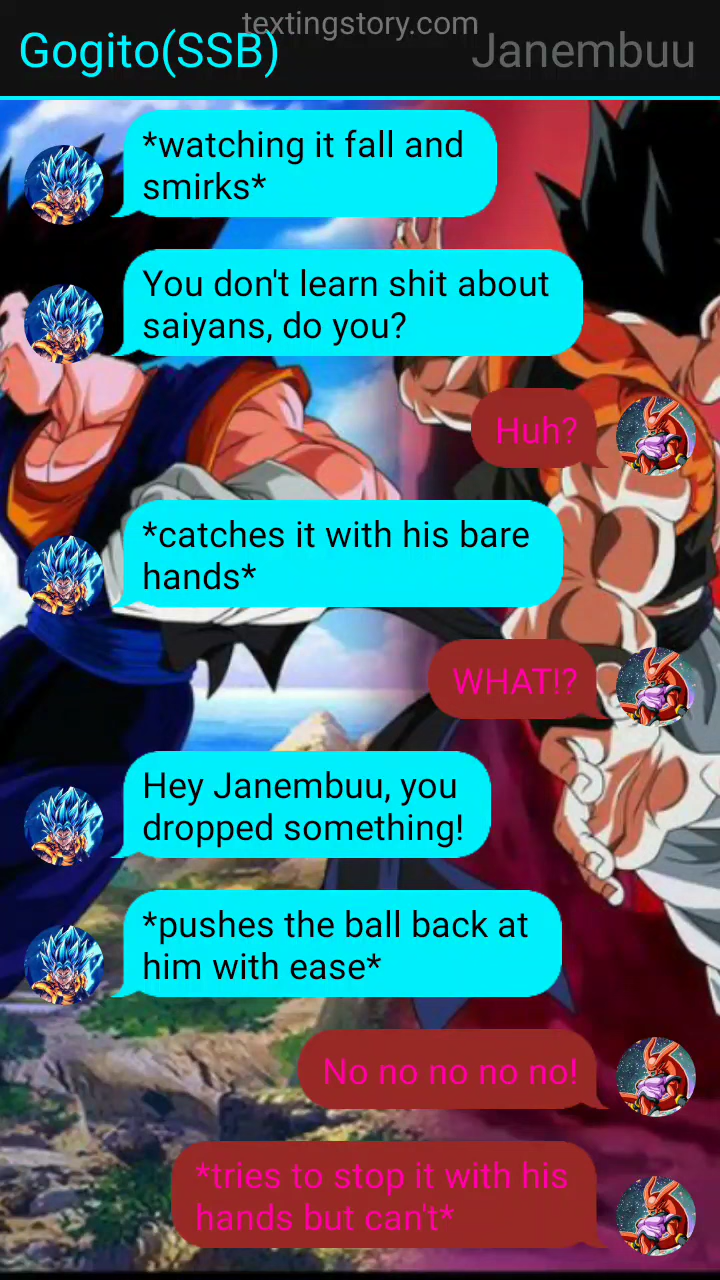 textingstory.com
Gogito(SSB)
Janembuu
*watching it fall and
smirks*
You don't learn shit about
saiyans, do you?
Huh?
*catches it with his bare
hands*
WHAT!?
Hey Janembuu, you
dropped something!
*pushes the ball back at
him with ease*
No no no no no!
*tries to stop it with his
hands but can't*